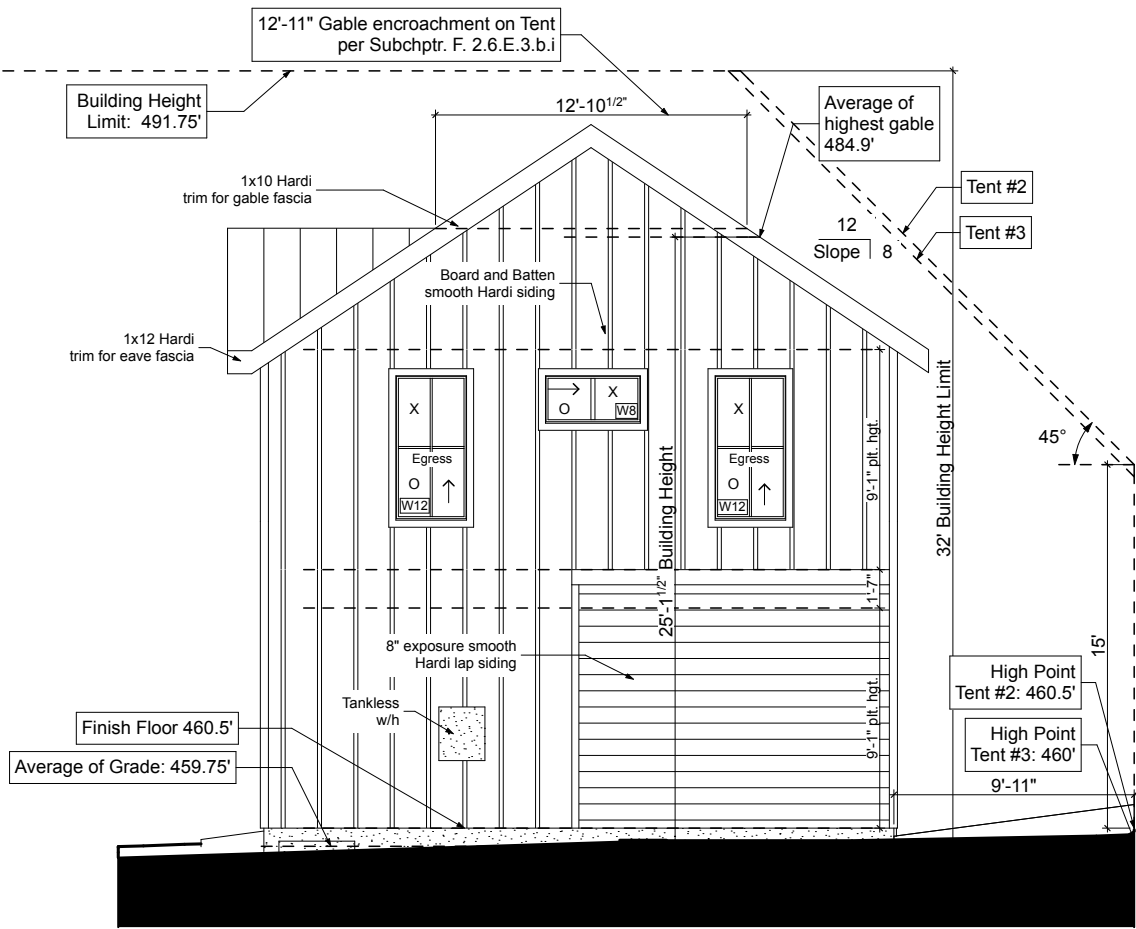 12'-11" Gable encroachment on Tent
per Subchptr. F. 2.6.E.3.b.i
Building Height
Limit: 491.75'
12'-10 1/2"
Average of
highest gable
484.9'
1x10 Hardi
trim for gable fascia
Tent #2
12
Slope 8
Tent #3
Board and Batten
smooth Hardi siding
1x12 Hardi
trim for eave fascia
32' Building Height Limit
X
O
X
W8
X
9'-1" plt. hgt.
45°
Egress
O
W12
Egress
O
W12
25'-1 1/2" Building Height
1'-7"
8" exposure smooth
Hardi lap siding
15'
High Point
Tent #2: 460.5'
Tankless
w/h
9'-1" plt. hgt.
Finish Floor 460.5'
High Point
Tent #3: 460'
Average of Grade: 459.75'
9'-11"